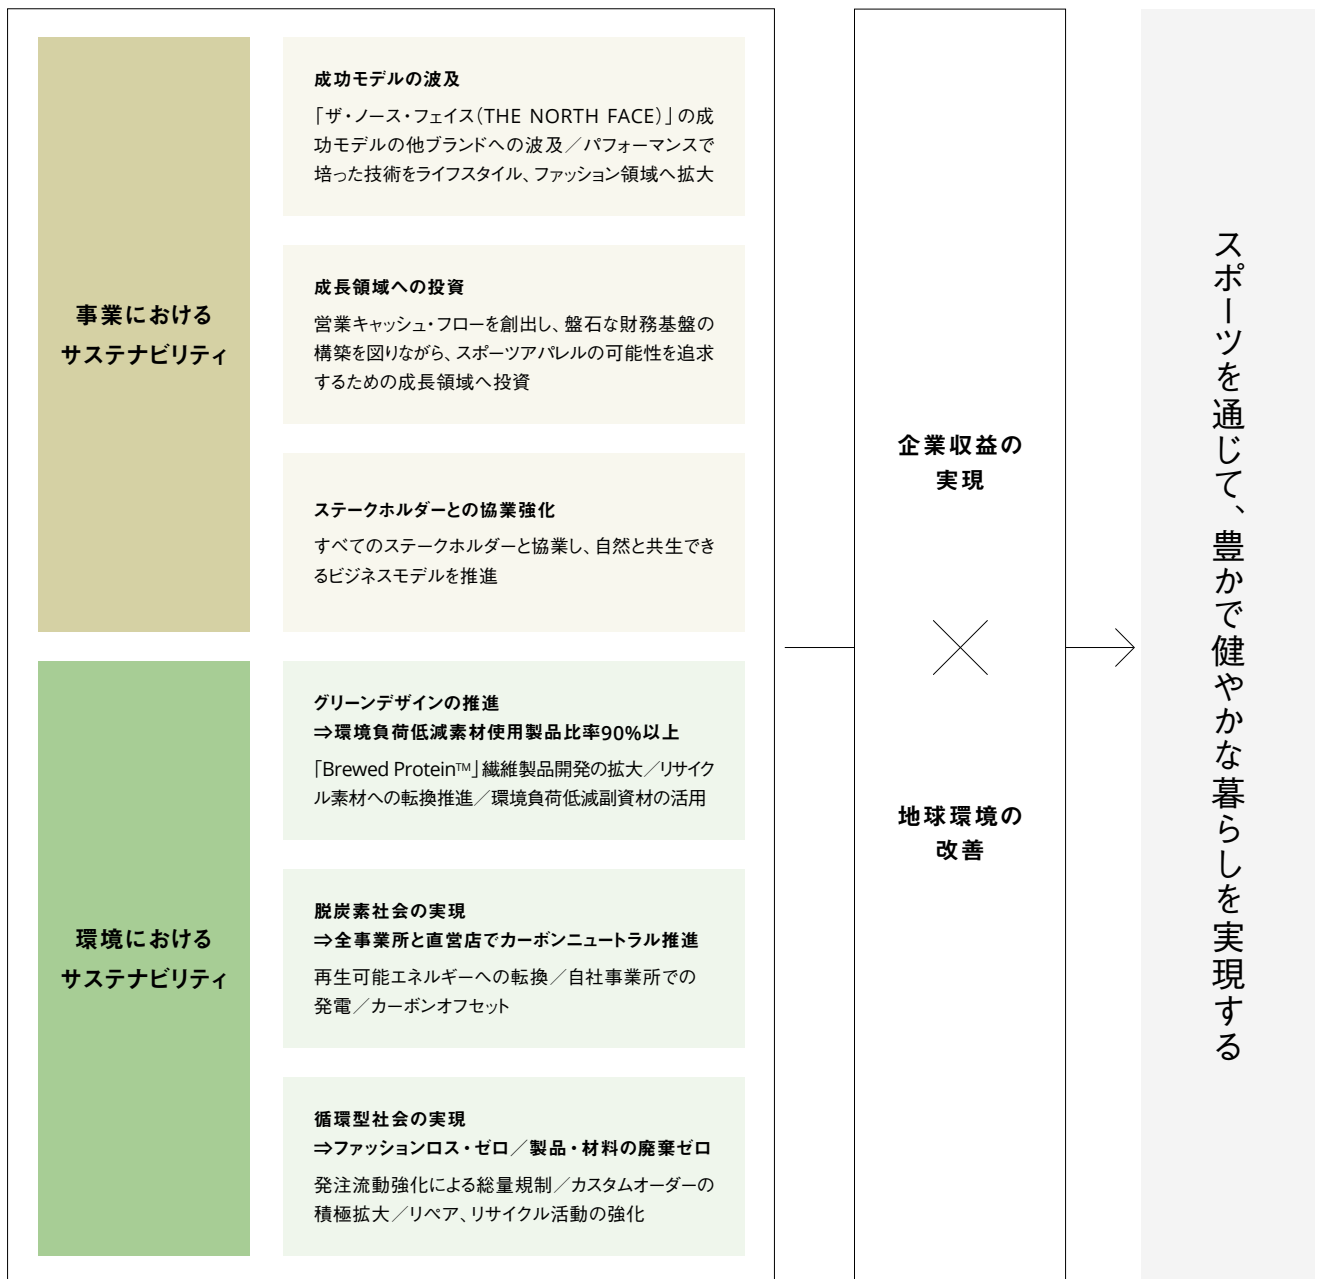 事業における
サステナビリティ
成功モデルの波及
「ザ・ノース・フェイス(THE NORTH FACE)」の成
功モデルの他ブランドへの波及／パフォーマンスで
培った技術をライフスタイル、ファッション領域へ拡大
成長領域への投資
営業キャッシュ・フローを創出し、盤石な財務基盤の
構築を図りながら、スポーツアパレルの可能性を追求
するための成長領域へ投資
ステークホルダーとの協業強化
すべてのステークホルダーと協業し、自然と共生でき
るビジネスモデルを推進
環境における
サステナビリティ
グリーンデザインの推進
⇒環境負荷低減素材使用製品比率90%以上
「Brewed Protein™」繊維製品開発の拡大／リサイク
ル素材への転換推進／環境負荷低減副資材の活用
脱炭素社会の実現
⇒全事業所と直営店でカーボンニュートラル推進
再生可能エネルギーへの転換／自社事業所での
発電／カーボンオフセット
循環型社会の実現
⇒ファッションロス・ゼロ／製品・材料の廃棄ゼロ
発注流動強化による総量規制／カスタムオーダーの
積極拡大／リペア、リサイクル活動の強化
企業収益の
実現
地球環境の
改善
スポーツを通じて、豊かで健やかな暮らしを実現する